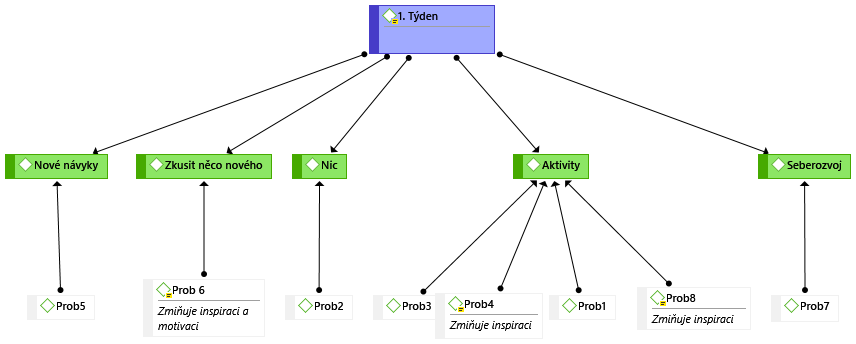 1. Týden
Nové návyky
Zkusit něco nového
Nic
Aktivity
Seberozvoj
Prob5
Prob 6
Zmiňuje inspiraci a
motivaci
Prob2
Prob3
Prob4
Zmiňuje inspiraci
Prob1
Prob8
Zmiňuje inspiraci
Prob7